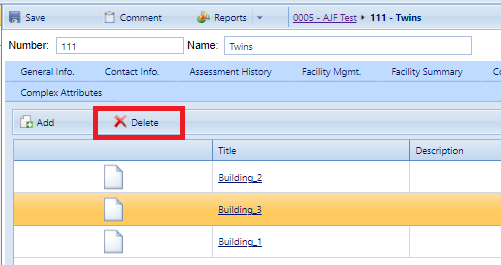 Save Comment Reports 0005 - AJF Test 111 - Twins
Number: 111 Name: Twins
General Info. Contact Info. Assessment History Facility Mgmt. Facility Summary
Complex Attributes
Add Delete
Title Description
Building_2
Building_3
Building_1